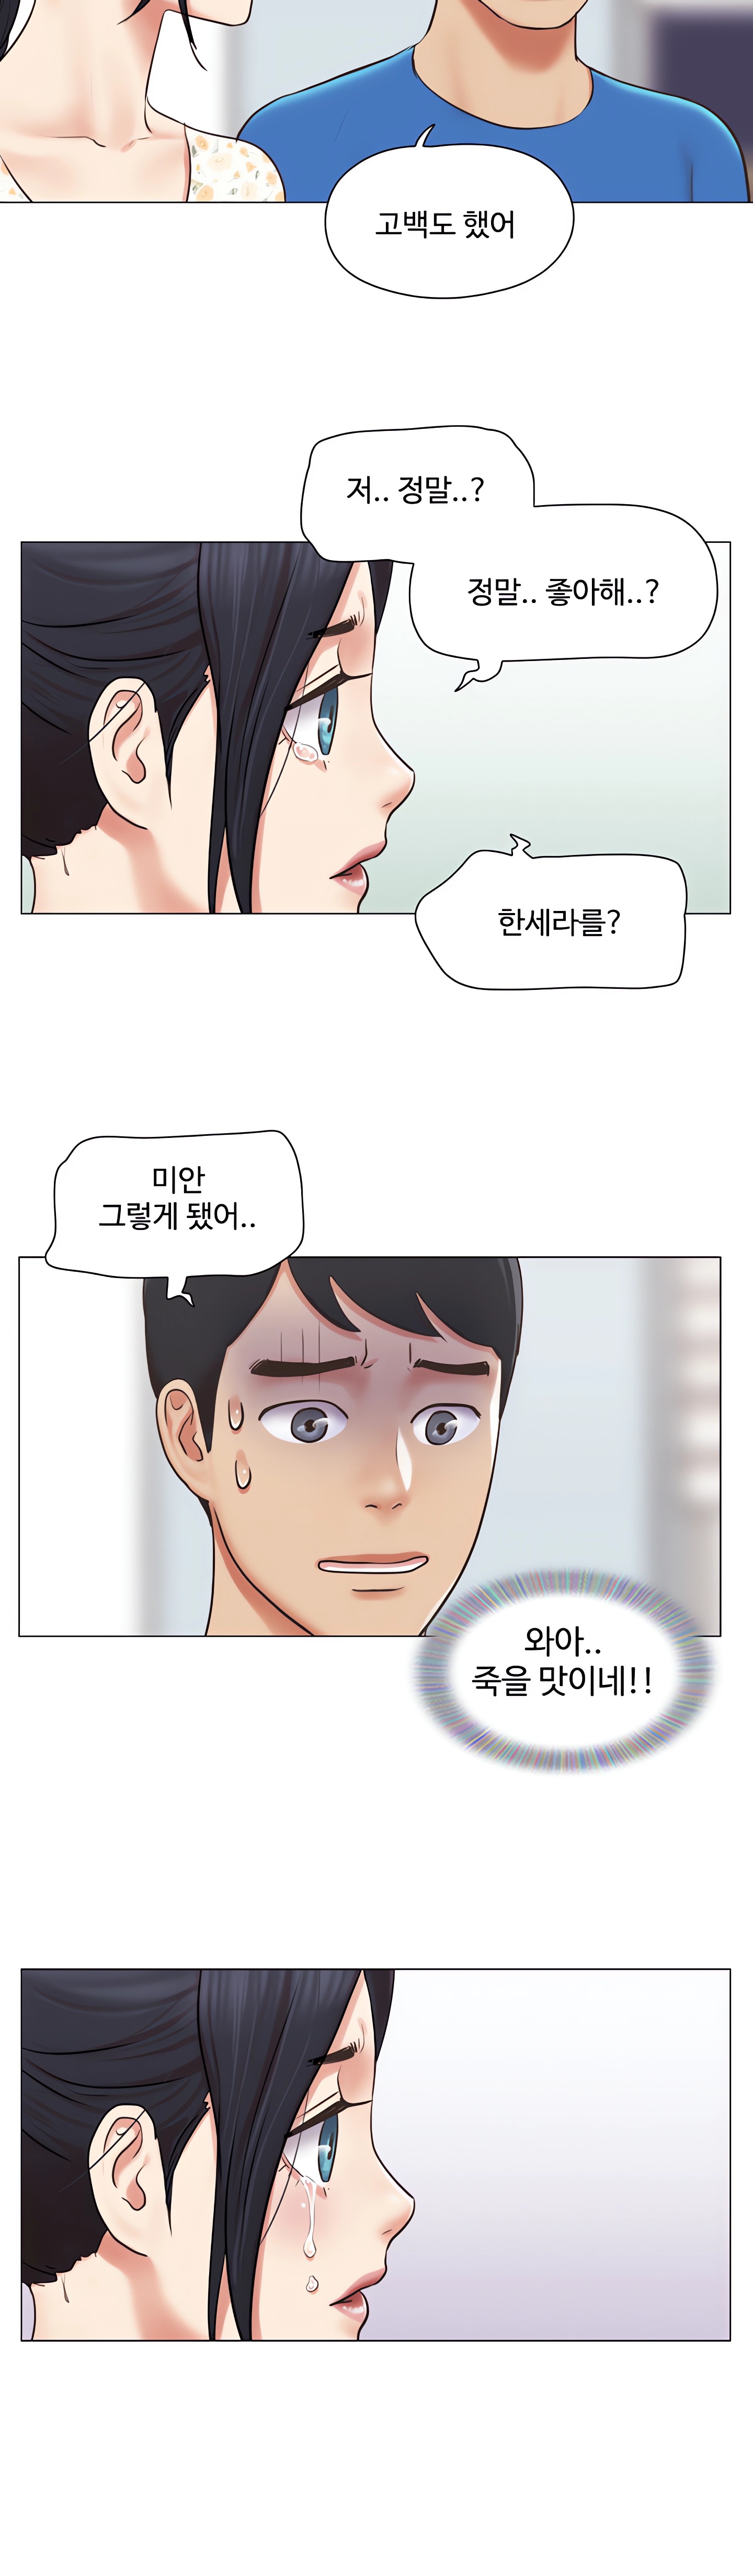 고백도 했어
저.. 정말..?
정말.. 좋아해..?
한세라를?
미안
그렇게 됐어..
와아..
죽을 맛이네!!